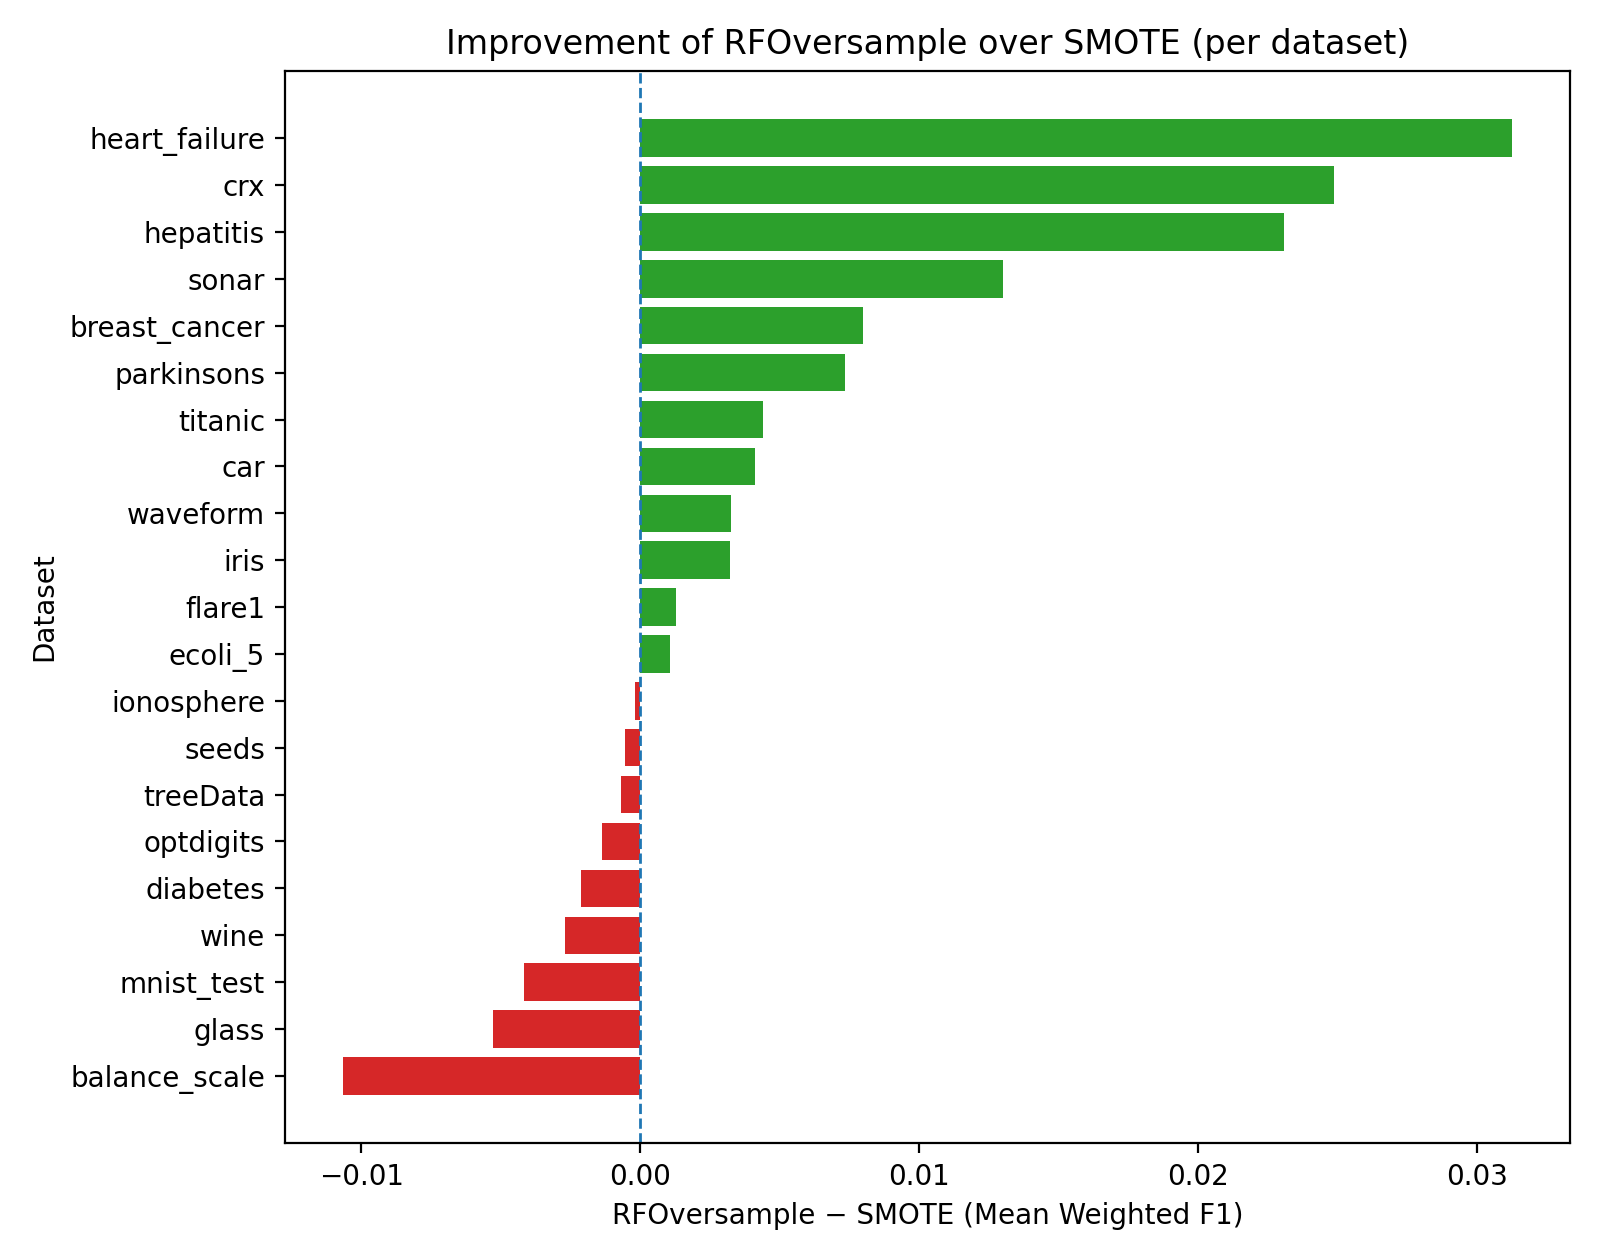 Improvement of RFOversample over SMOTE (per dataset)
Dataset
heart_failure
crx
hepatitis
sonar
breast_cancer
parkinsons
titanic
car
waveform
iris
flare1
ecoli_5
ionosphere
seeds
treeData
optdigits
diabetes
wine
mnist_test
glass
balance_scale
−0.01 0.00 0.01 0.02 0.03
RFOversample − SMOTE (Mean Weighted F1)